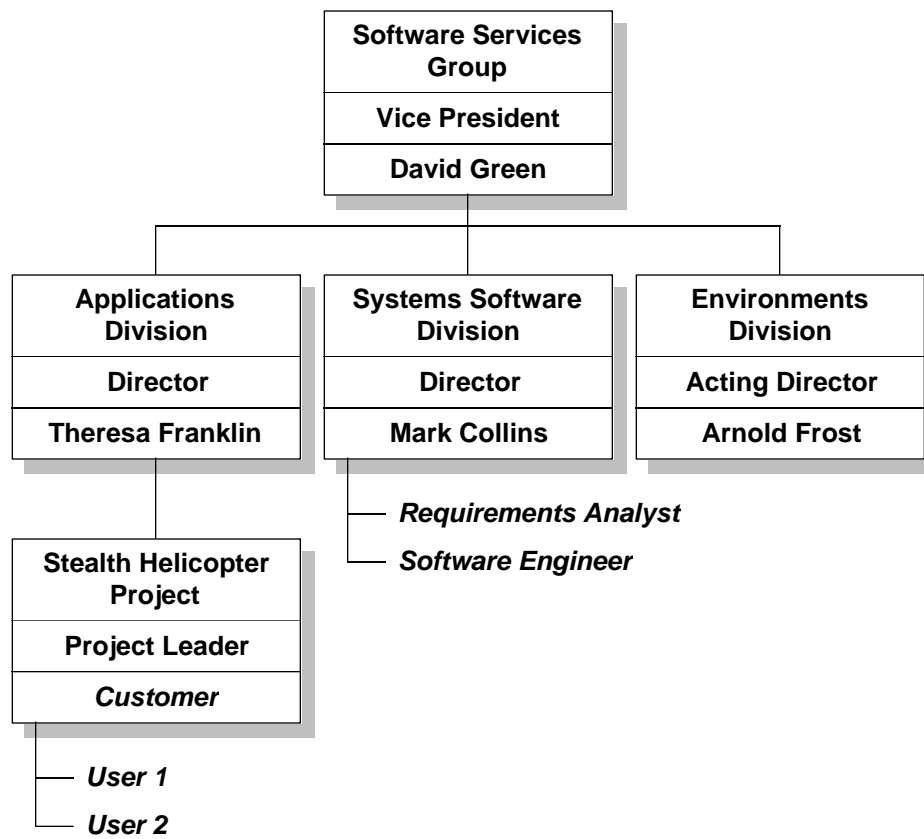 Software Services
Group
Vice President
David Green
Applications
Division
Director
Theresa Franklin
Systems Software
Division
Director
Mark Collins
Environments
Division
Acting Director
Arnold Frost
Requirements Analyst
Software Engineer
Stealth Helicopter
Project
Project Leader
Customer
User 1
User 2